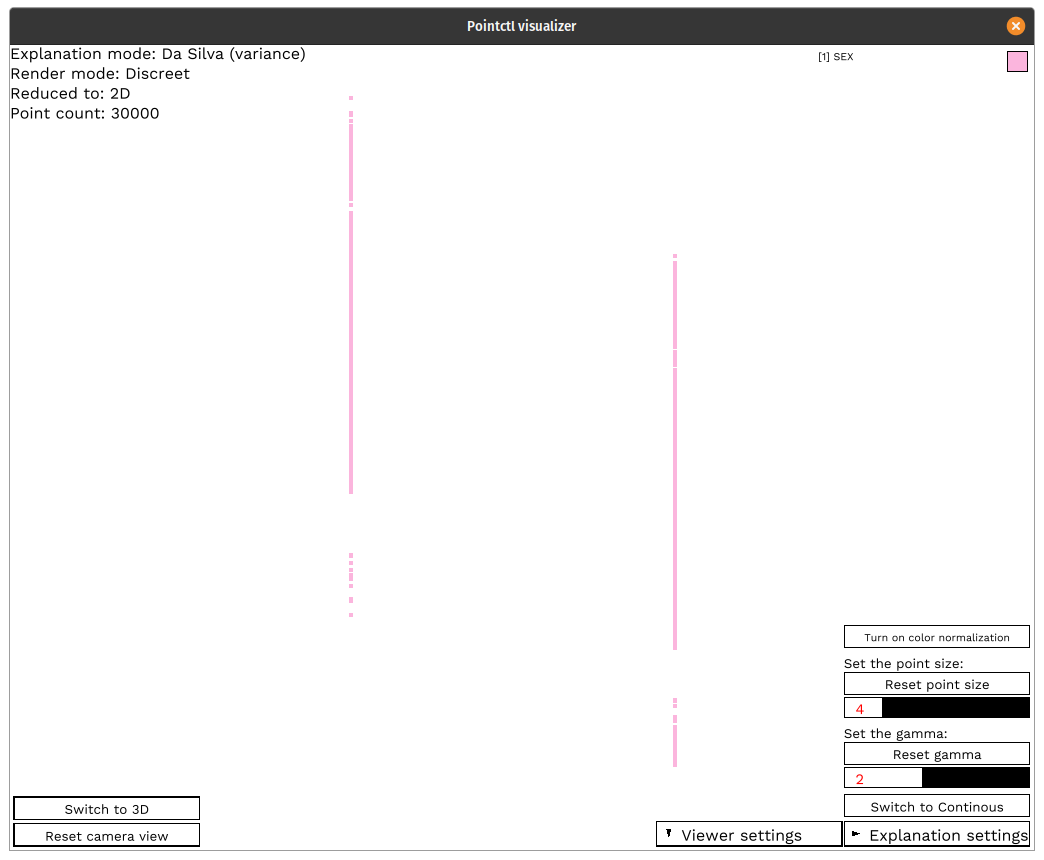 Pointctl visualizer
Explanation mode: Da Silva (variance)
Render mode: Discreet
Reduced to: 2D
Point count: 30000
[1] SEX
Turn on color normalization
Set the point size:
Reset point size
4
Set the gamma:
Reset gamma
2
Switch to Continous
Switch to 3D
Reset camera view
Viewer settings
Explanation settings